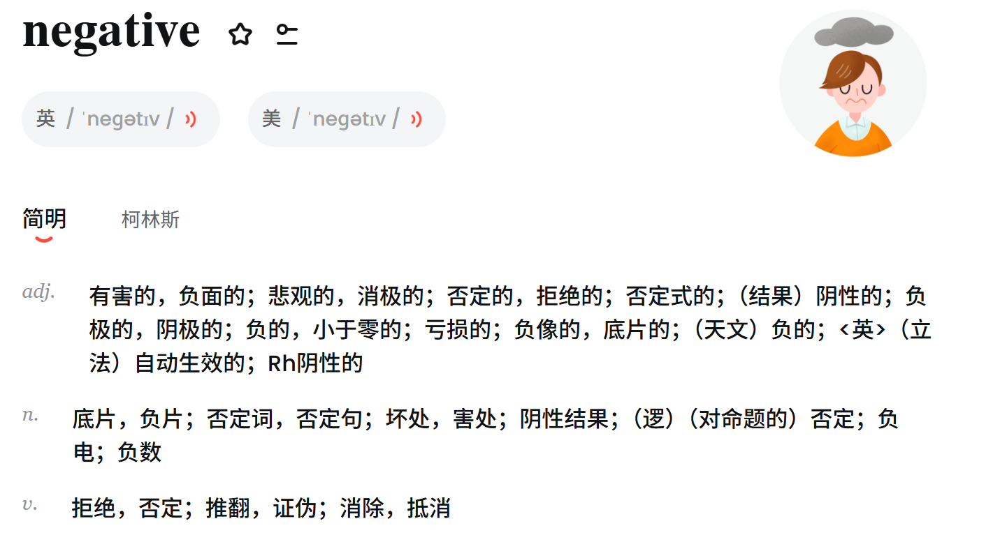 negative
英 / ˈneɡətɪv / 美 / ˈneɡətɪv /
简明 柯林斯
adj. 有害的，负面的；悲观的，消极的；否定的，拒绝的；否定式的；（结果）阴性的；负
极的，阴极的；负的，小于零的；亏损的；负像的，底片的；（天文）负的；<英>（立
法）自动生效的；Rh阴性的
n. 底片，负片；否定词，否定句；坏处，害处；阴性结果；（逻）（对命题的）否定；负
电；负数
v. 拒绝，否定；推翻，证伪；消除，抵消